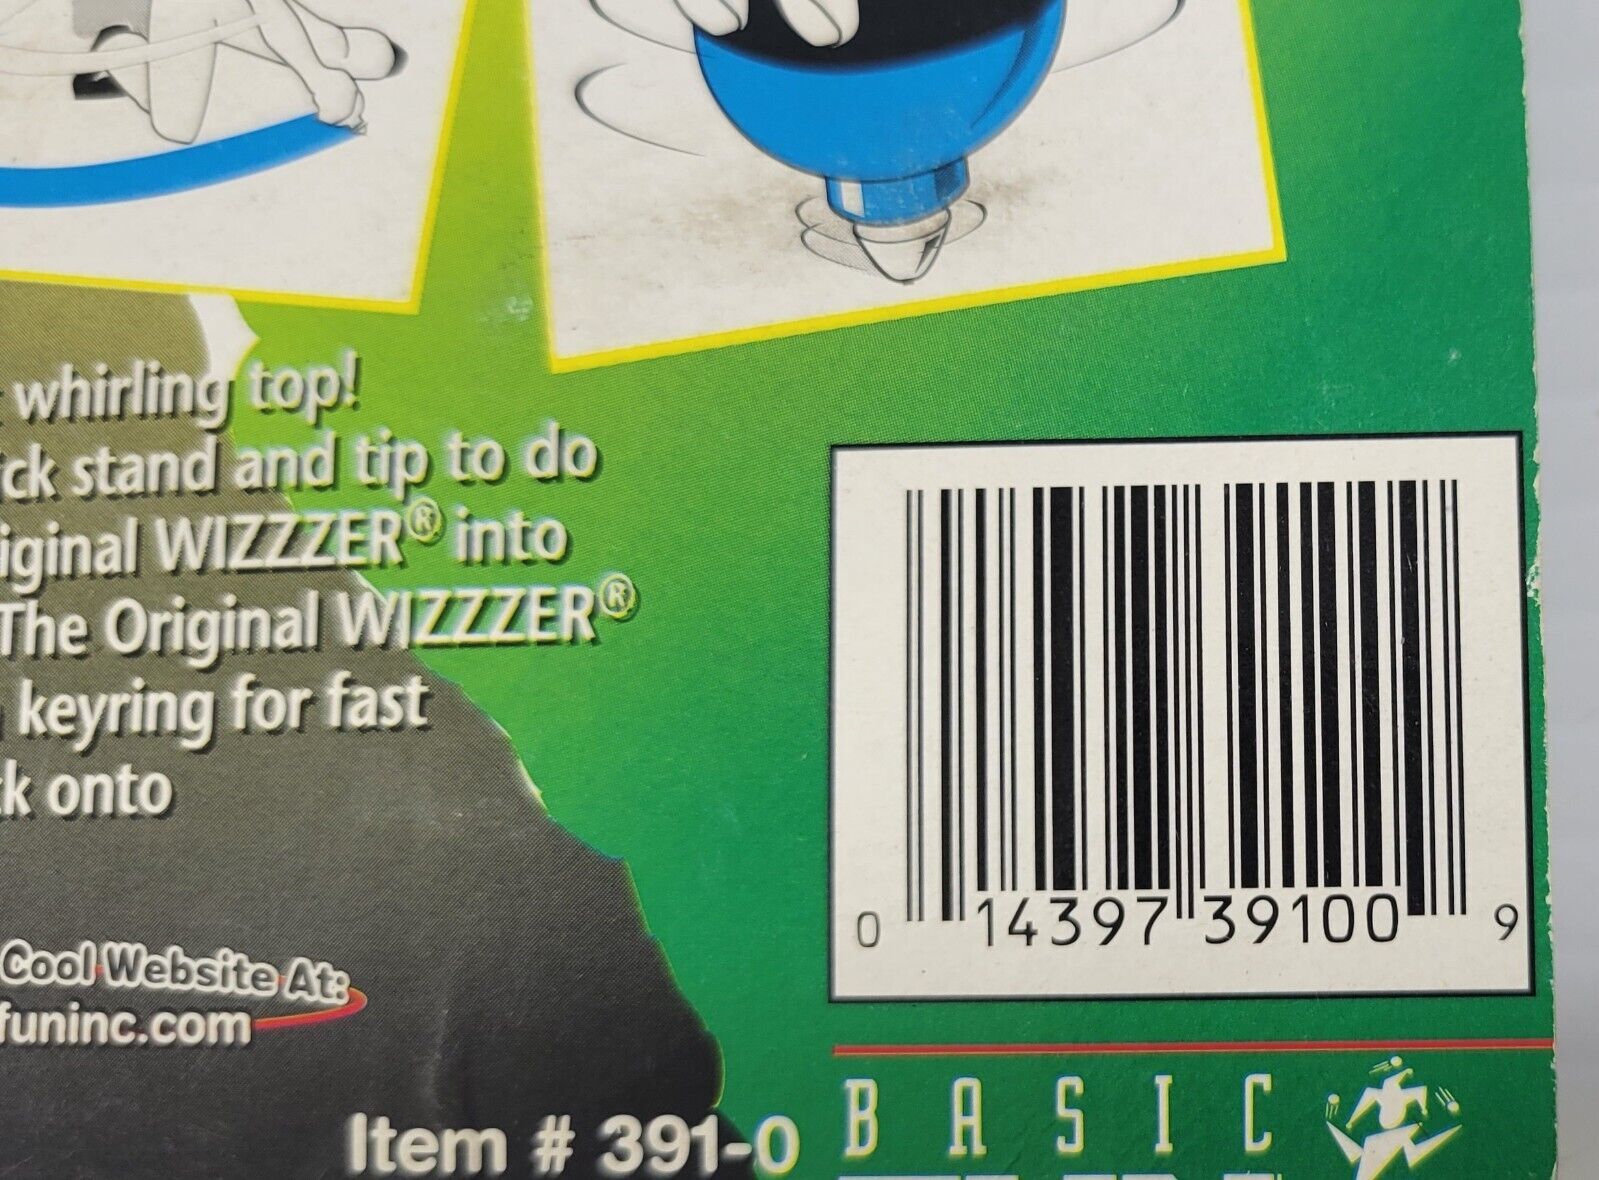 whirling top!
ck stand and tip to do
iginal WIZZZER® into
The Original WIZZZER®
keyring for fast
k onto
Cool Website At:
funinc.com
Item # 391-0
0 14397 39100 9
BASIC